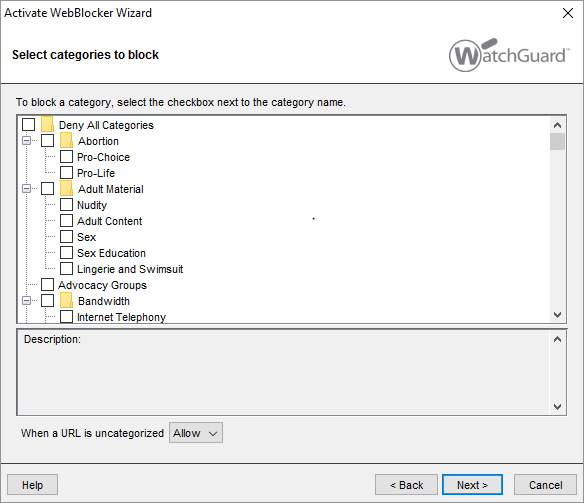 Activate WebBlocker Wizard
Select categories to block
WatchGuard™
To block a category, select the checkbox next to the category name.
Deny All Categories
Abortion
Pro-Choice
Pro-Life
Adult Material
Nudity
Adult Content
Sex
Sex Education
Lingerie and Swimsuit
Advocacy Groups
Bandwidth
Internet Telephony
Description:
When a URL is uncategorized Allow
Help < Back Next > Cancel